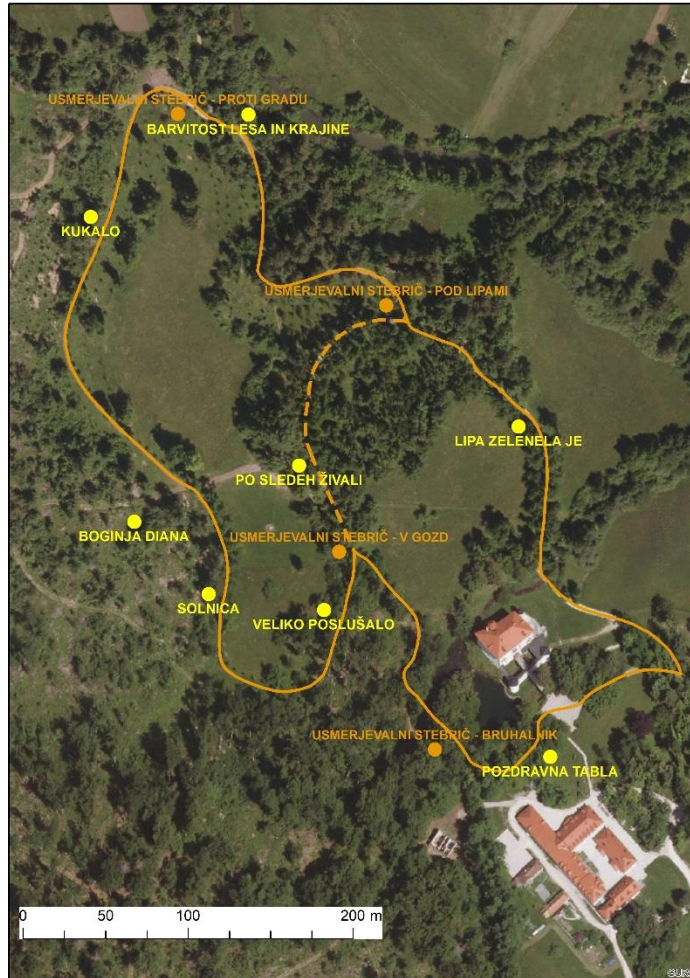 USMERJEVALNI STEBRIČ - PROTI GRADU
BARVITOST LESA IN KRAJINE
KUKALO
USMERJEVALNI STEBRIČ - POD LIPAMI
LIPA ZELENELA JE
PO SLEDEH ŽIVALI
BOGINJA DIANA
USMERJEVALNI STEBRIČ - V GOZD
SOLNICA
VELIKO POSLUŠALO
USMERJEVALNI STEBRIČ - BRUHALNIK
POZDRAVNA TABLA
0 50 100 200 m